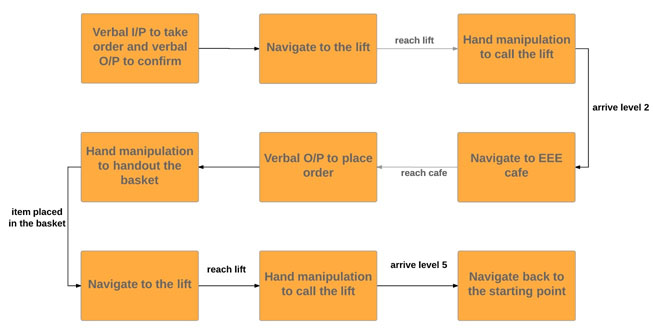 Verbal I/P to take
order and verbal
O/P to confirm
Navigate to the lift
reach lift
Hand manipulation
to call the lift
arrive level 2
Navigate to EEE
cafe
reach cafe
Verbal O/P to place
order
Hand manipulation
to handout the
basket
item placed
in the basket
Navigate to the lift
reach lift
Hand manipulation
to call the lift
arrive level 5
Navigate back to
the starting point